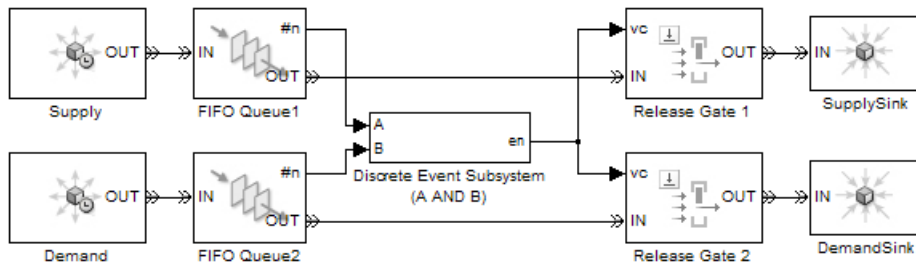 OUT
Supply
IN
#n
OUT
FIFO Queue1
vc
IN
OUT
Release Gate 1
IN
SupplySink
A
B
en
Discrete Event Subsystem
(A AND B)
OUT
Demand
IN
#n
OUT
FIFO Queue2
vc
IN
OUT
Release Gate 2
IN
DemandSink